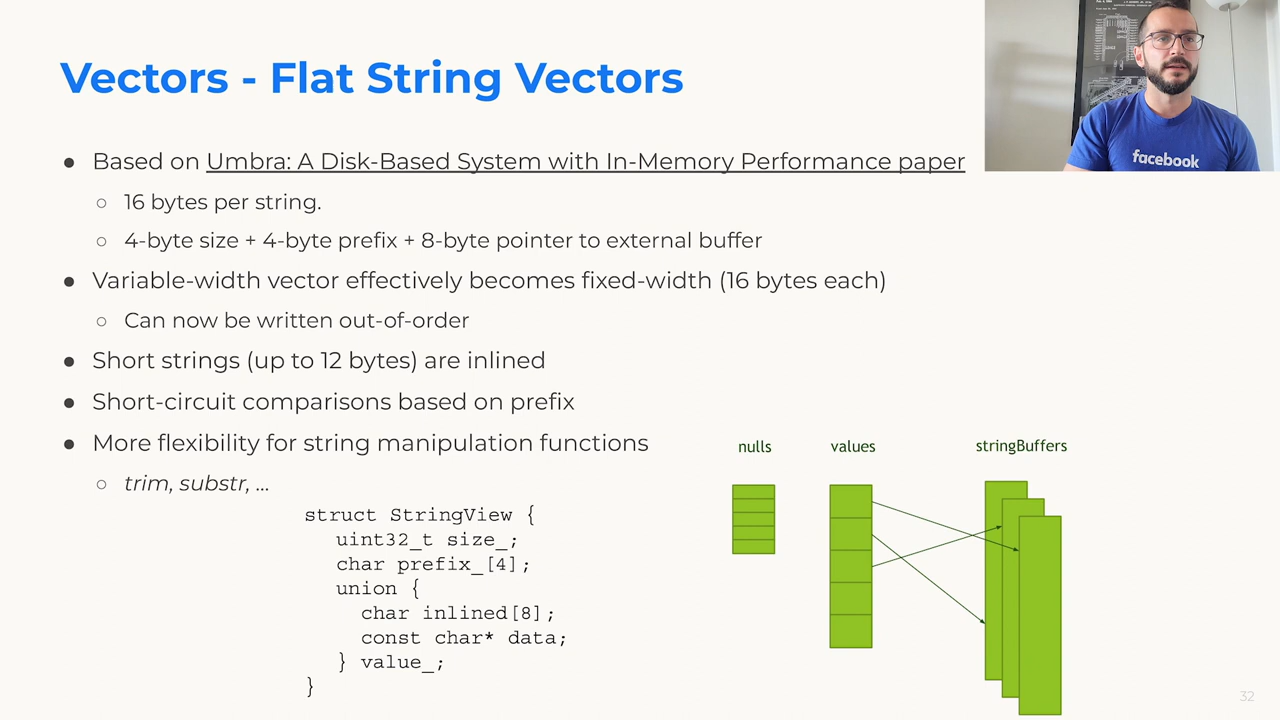 Vectors - Flat String Vectors
facebook
● Based on Umbra: A Disk-Based System with In-Memory Performance paper
○ 16 bytes per string.
○ 4-byte size + 4-byte prefix + 8-byte pointer to external buffer
● Variable-width vector effectively becomes fixed-width (16 bytes each)
○ Can now be written out-of-order
● Short strings (up to 12 bytes) are inlined
● Short-circuit comparisons based on prefix
● More flexibility for string manipulation functions
○ trim, substr, ...
struct StringView {
uint32_t size_;
char prefix_[4];
union {
char inlined[8];
const char* data;
} value_;
}
nulls
values
stringBuffers
32